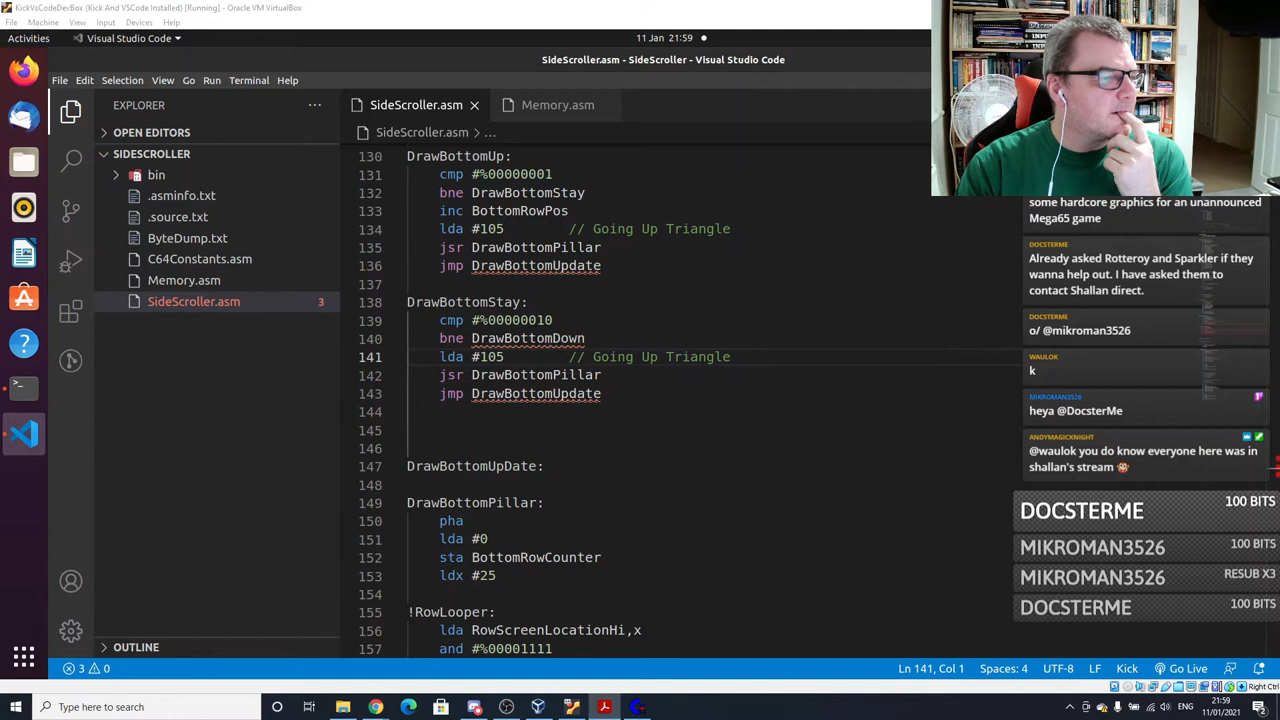 KickVsCodeDevBox (Kick And VSCode Installed) [Running] - Oracle VM VirtualBox
File Machine View Input Devices Help
Activities Visual Studio Code 11 Jan 21:59
SideScroller.asm - SideScroller - Visual Studio Code
File Edit Selection View Go Run Terminal Help
EXPLORER
OPEN EDITORS
SIDESCROLLER
bin
.asminfo.txt
.source.txt
ByteDump.txt
C64Constants.asm
Memory.asm
SideScroller.asm 3
OUTLINE
SideScroller.asm Memory.asm
SideScroller.asm > ...
130 DrawBottomUp:
131 cmp #%00000001
132 bne DrawBottomStay
133 inc BottomRowPos
134 lda #105 // Going Up Triangle
135 jsr DrawBottomPillar
136 jmp DrawBottomUpdate
137
138 DrawBottomStay:
139 cmp #%00000010
140 bne DrawBottomDown
141 lda #105 // Going Up Triangle
142 jsr DrawBottomPillar
143 jmp DrawBottomUpdate
144
145
146
147 DrawBottomUpDate:
148
149 DrawBottomPillar:
150 pha
151 lda #0
152 sta BottomRowCounter
153 ldx #25
154
155 !RowLooper:
156 lda RowScreenLocationHi,x
157 and #%00001111
some hardcore graphics for an unannounced
Mega65 game
DOCSTERME
Already asked Rotteroy and Sparkler if they
wanna help out. I have asked them to
contact Shallan direct.
DOCSTERME
o/ @mikroman3526
WAULOK
k
MIKROMAN3526
heya @DocsterMe
ANDYMAGICKNIGHT
@waulok you do know everyone here was in
shallan's stream
DOCSTERME 100 BITS
MIKROMAN3526 100 BITS
MIKROMAN3526 RESUB X3
DOCSTERME 100 BITS
3 0 Ln 141, Col 1 Spaces: 4 UTF-8 LF Kick Go Live
Right Ctrl
Type here to search
21:59
11/01/2021